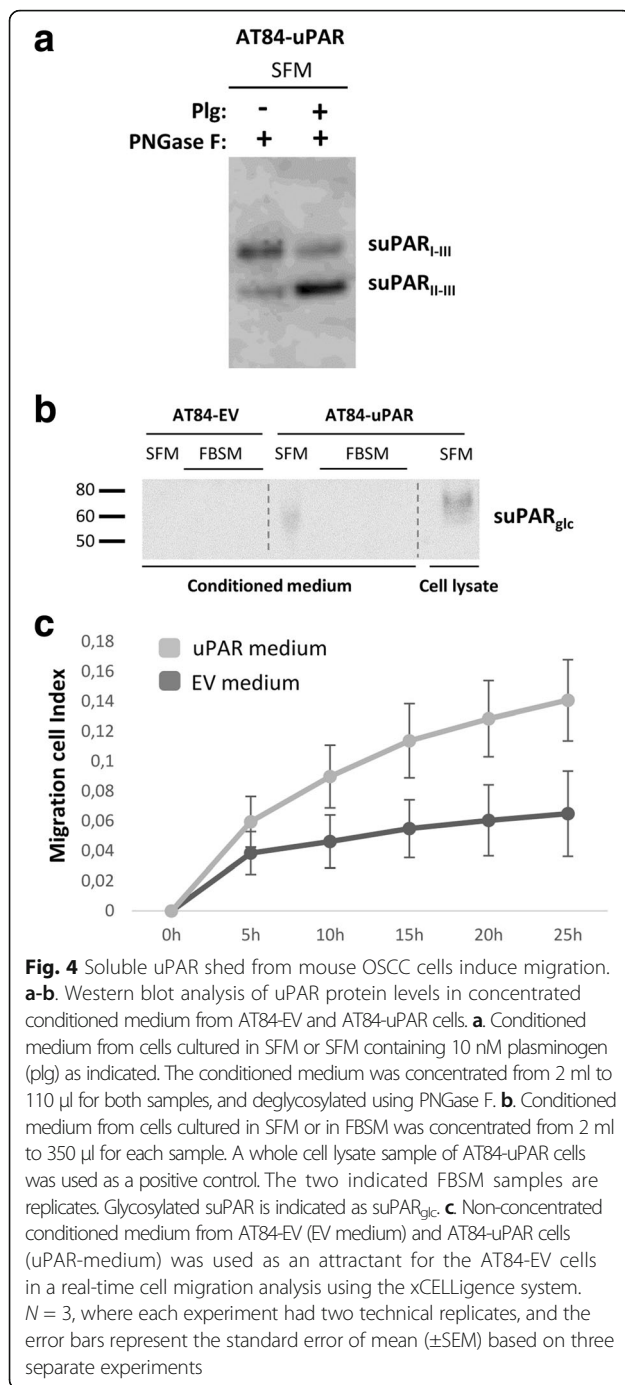 a
AT84-uPAR
SFM
Plg: - +
PNGase F: + +
suPARI-III
suPARII-III
b
AT84-EV AT84-uPAR
SFM FBSM SFM FBSM SFM
80
60
50
suPARglc
Conditioned medium Cell lysate
c
0,18
0,16
0,14
0,12
0,1
0,08
0,06
0,04
0,02
0
Migration cell Index
uPAR medium
EV medium
0h 5h 10h 15h 20h 25h
Fig. 4 Soluble uPAR shed from mouse OSCC cells induce migration.
a-b. Western blot analysis of uPAR protein levels in concentrated
conditioned medium from AT84-EV and AT84-uPAR cells. a. Conditioned
medium from cells cultured in SFM or SFM containing 10 nM plasminogen
(plg) as indicated. The conditioned medium was concentrated from 2 ml to
110 μl for both samples, and deglycosylated using PNGase F. b. Conditioned
medium from cells cultured in SFM or in FBSM was concentrated from 2 ml
to 350 μl for each sample. A whole cell lysate sample of AT84-uPAR cells
was used as a positive control. The two indicated FBSM samples are
replicates. Glycosylated suPAR is indicated as suPARglc. c. Non-concentrated
conditioned medium from AT84-EV (EV medium) and AT84-uPAR cells
(uPAR-medium) was used as an attractant for the AT84-EV cells
in a real-time cell migration analysis using the xCELLigence system.
N = 3, where each experiment had two technical replicates, and the
error bars represent the standard error of mean (±SEM) based on three
separate experiments